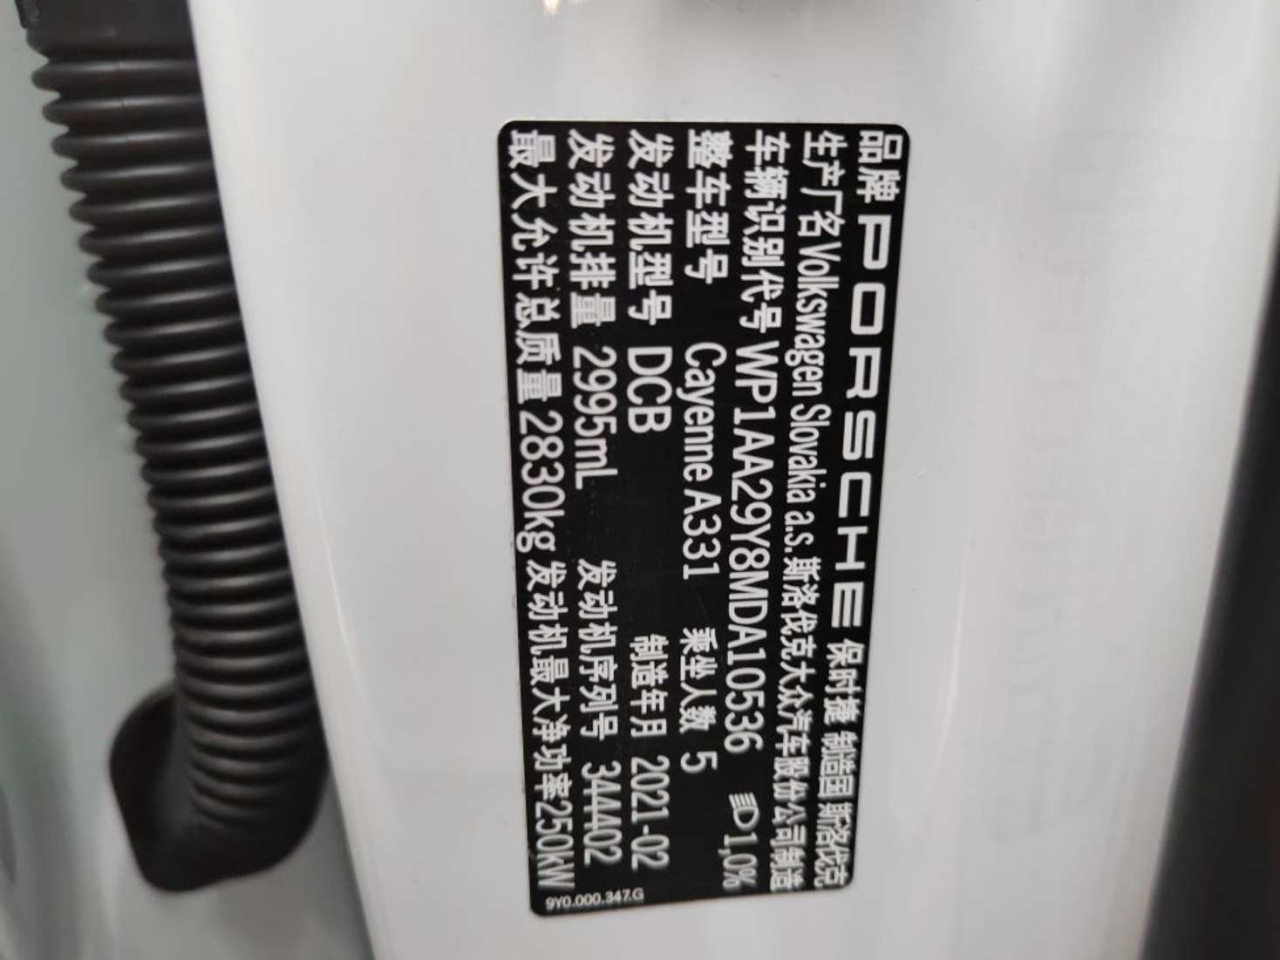 品牌 PORSCHE 保时捷 制造国 斯洛伐克
生产厂名 Volkswagen Slovakia a.s. 斯洛伐克大众汽车股份公司制造
车辆识别代号 WP1AA29Y8MDA10536 1,0%
整车型号 Cayenne A331 乘坐人数 5
发动机型号 DCB 制造年月 2021-02
发动机排量 2995mL 发动机序列号 344402
最大允许总质量 2830kg 发动机最大净功率 250kW
9Y0.000.347.G